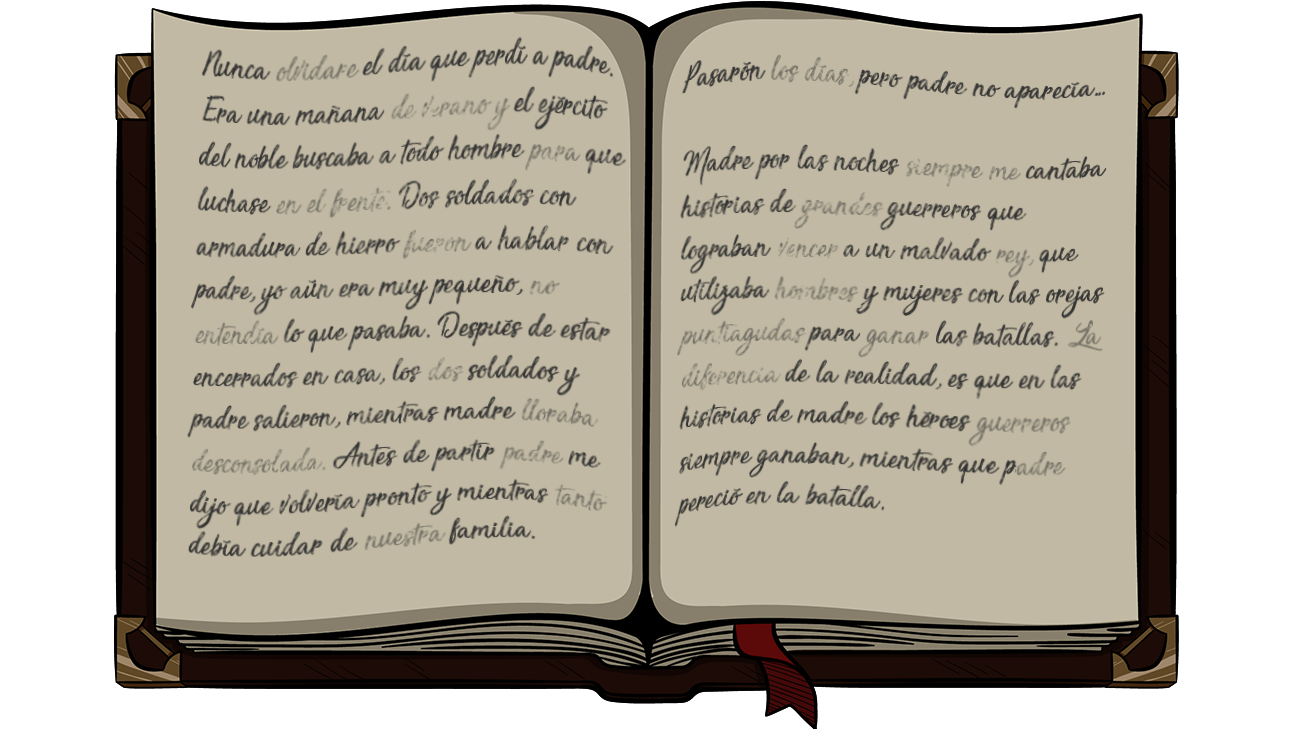 Nunca olvidare el día que perdí a padre.
Era una mañana de verano y el ejército
del noble buscaba a todo hombre para que
luchase en el frente. Dos soldados con
armadura de hierro fueron a hablar con
padre, yo aún era muy pequeño, no
entendía lo que pasaba. Después de estar
encerrados en casa, los dos soldados y
padre salieron, mientras madre lloraba
desconsolada. Antes de partir padre me
dijo que volvería pronto y mientras tanto
debía cuidar de nuestra familia.
Pasarón los días, pero padre no aparecía...
Madre por las noches siempre me cantaba
historias de grandes guerreros que
lograban vencer a un malvado rey, que
utilizaba hombres y mujeres con las orejas
puntiagudas para ganar las batallas. La
diferencia de la realidad, es que en las
historias de madre los héroes guerreros
siempre ganaban, mientras que padre
pereció en la batalla.